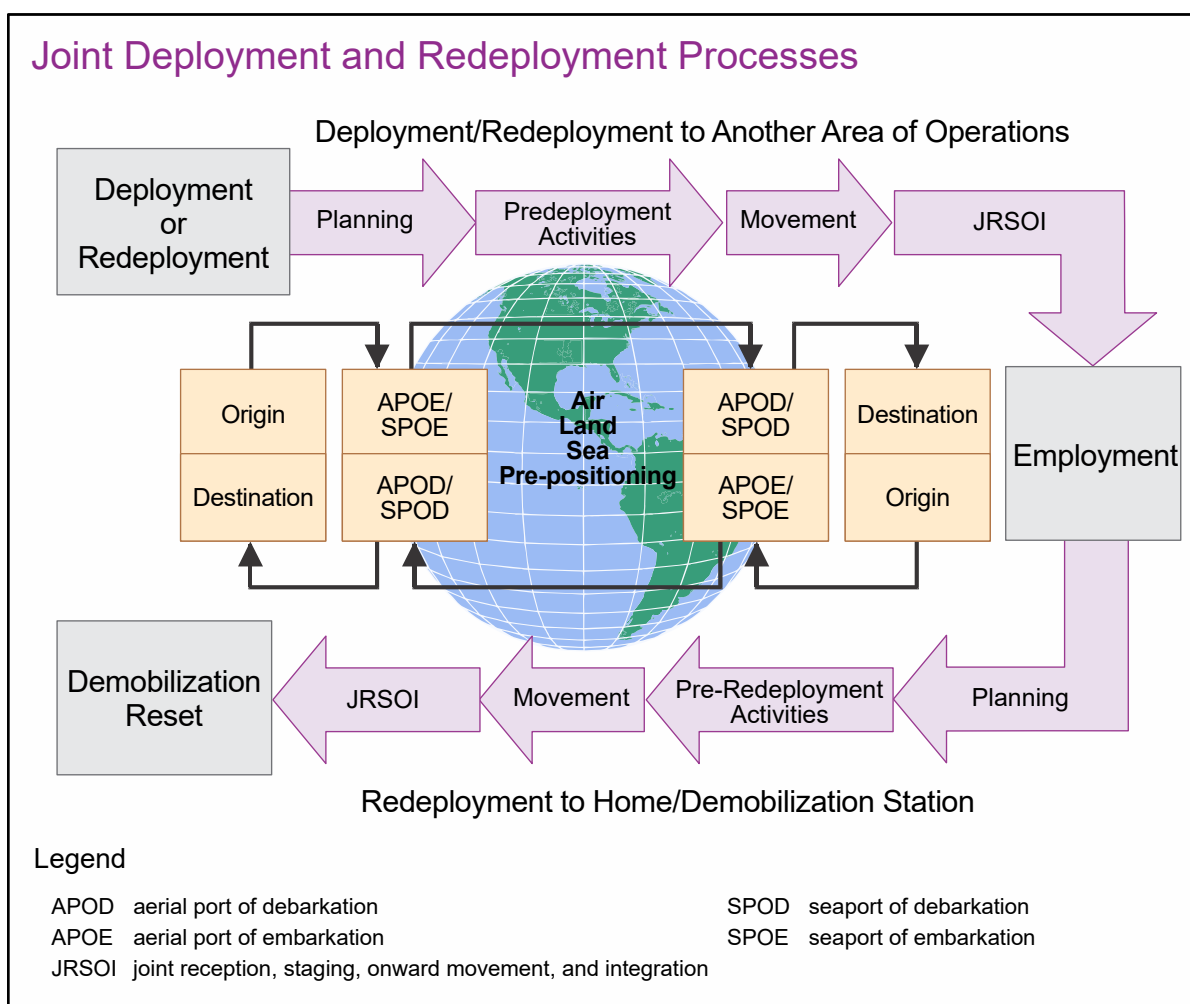 Joint Deployment and Redeployment Processes
Deployment/Redeployment to Another Area of Operations
Deployment
or
Redeployment
Planning
Predeployment
Activities
Movement
JRSOI
Origin
APOE/
SPOE
Air
Land
Sea
Pre-positioning
APOD/
SPOD
Destination
Employment
Destination
APOD/
SPOD
APOE/
SPOE
Origin
Demobilization
Reset
JRSOI
Movement
Pre-Redeployment
Activities
Planning
Redeployment to Home/Demobilization Station
Legend
APOD aerial port of debarkation
APOE aerial port of embarkation
JRSOI joint reception, staging, onward movement, and integration
SPOD seaport of debarkation
SPOE seaport of embarkation